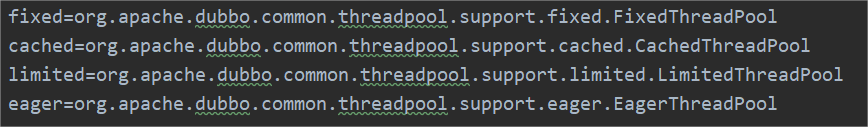 fixed=org.apache.dubbo.common.threadpool.support.fixed.FixedThreadPool
cached=org.apache.dubbo.common.threadpool.support.cached.CachedThreadPool
limited=org.apache.dubbo.common.threadpool.support.limited.LimitedThreadPool
eager=org.apache.dubbo.common.threadpool.support.eager.EagerThreadPool